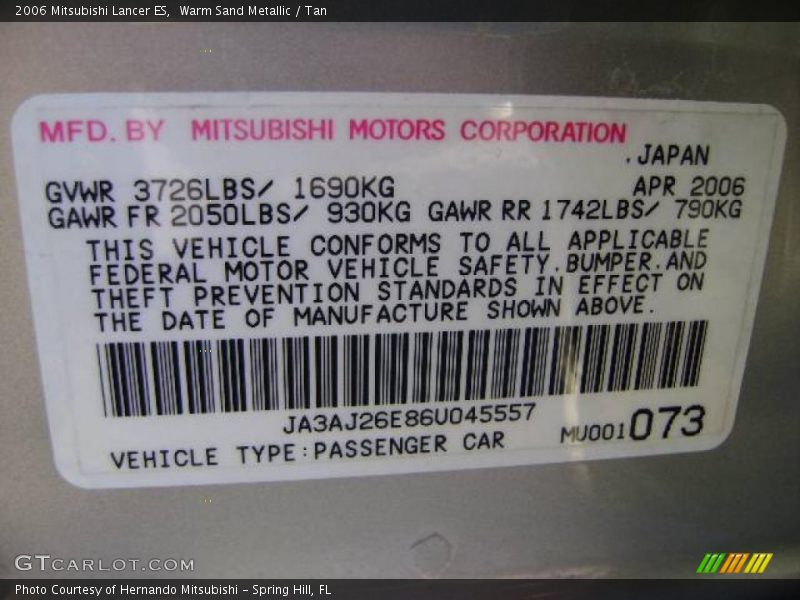 2006 Mitsubishi Lancer ES,  Warm Sand Metallic / Tan
MFD. BY MITSUBISHI MOTORS CORPORATION
.JAPAN
GVWR 3726LBS/ 1690KG APR 2006
GAWR FR 2050LBS/ 930KG GAWR RR 1742LBS/ 790KG
THIS VEHICLE CONFORMS TO ALL APPLICABLE
FEDERAL MOTOR VEHICLE SAFETY.BUMPER.AND
THEFT PREVENTION STANDARDS IN EFFECT ON
THE DATE OF MANUFACTURE SHOWN ABOVE.
JA3AJ26E86U045557
VEHICLE TYPE:PASSENGER CAR MU001073
GTCARLOT.COM
Photo Courtesy of Hernando Mitsubishi - Spring Hill, FL